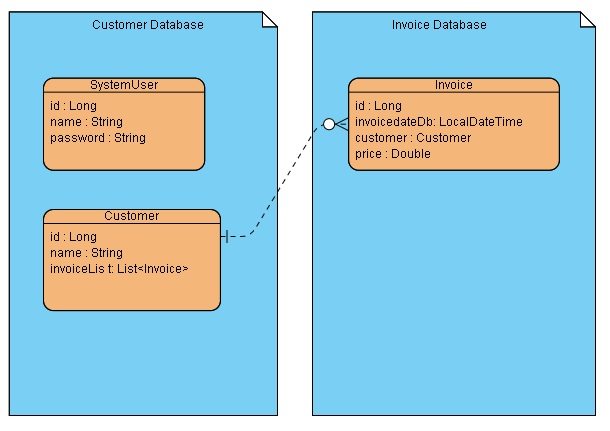 Customer Database
SystemUser
id : Long
name : String
password : String
Customer
id : Long
name : String
invoiceLis t: List<Invoice>
Invoice Database
Invoice
id : Long
invoicedateDb: LocalDateTime
customer : Customer
price : Double